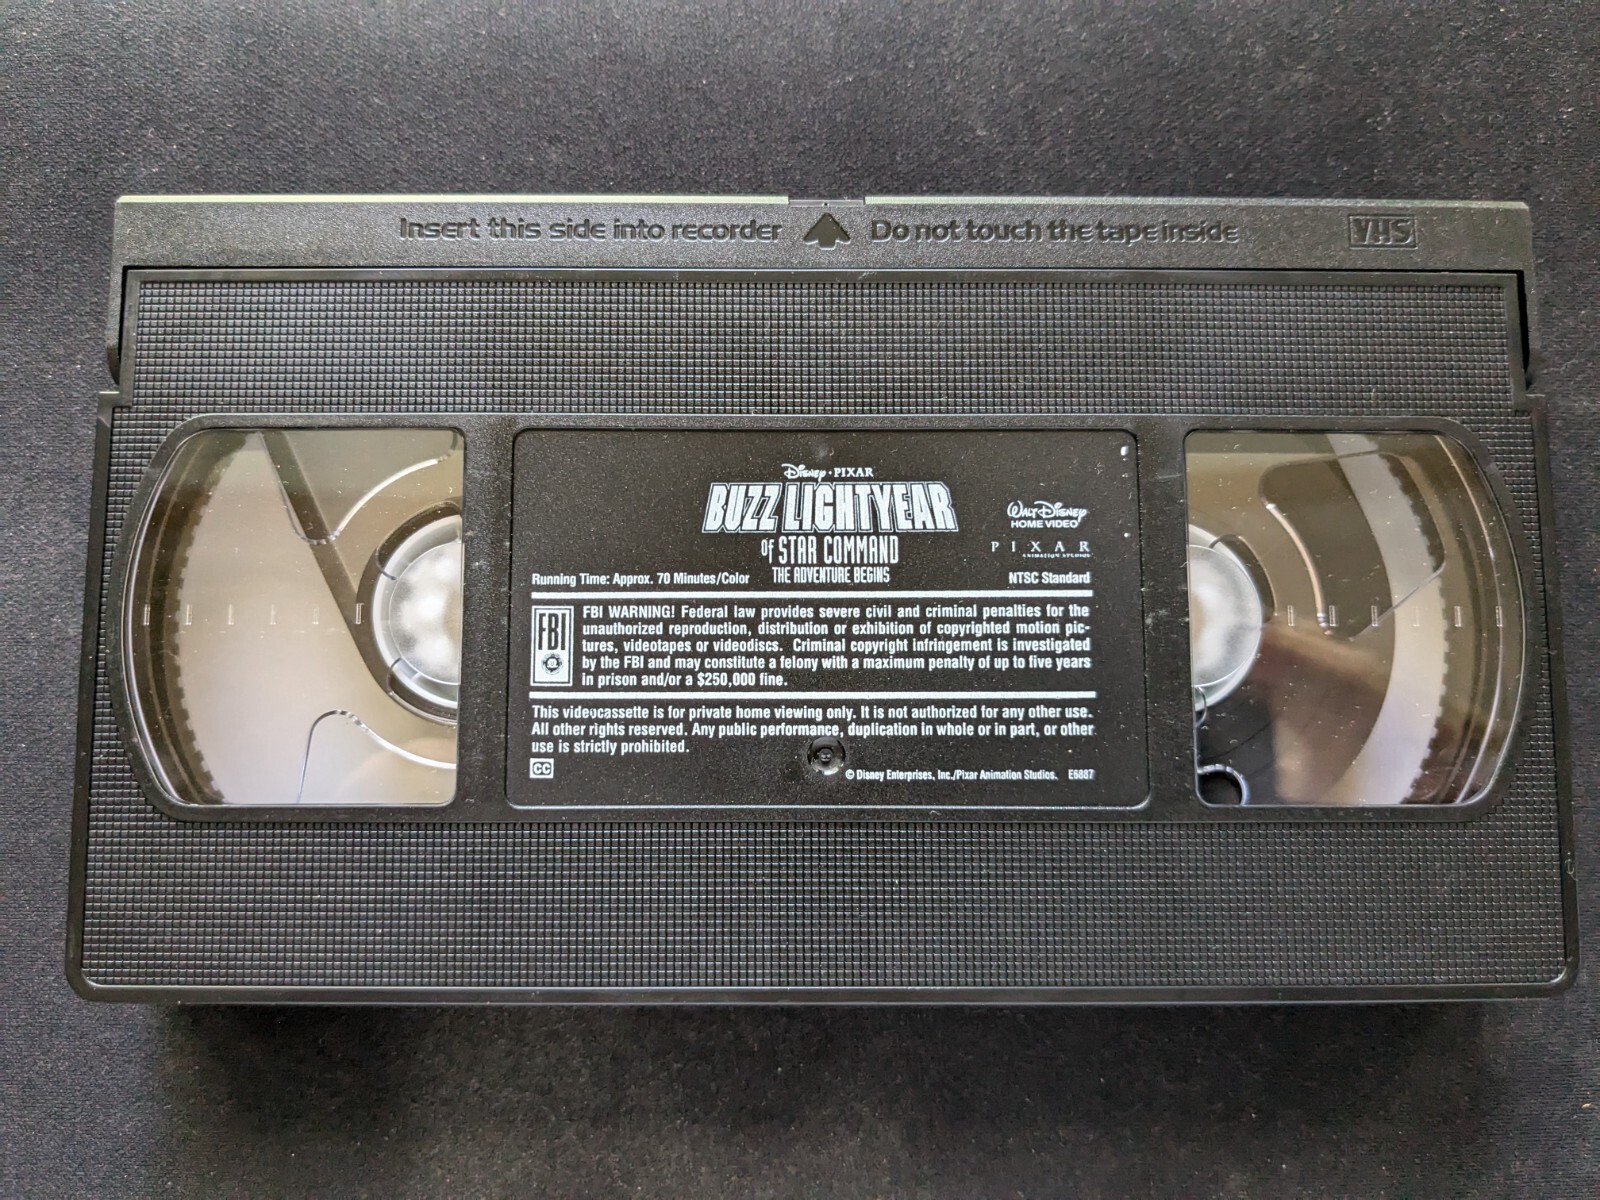 Insert this side into recorder Do not touch the tape inside VHS
Disney · PIXAR
BUZZ LIGHTYEAR
of STAR COMMAND
THE ADVENTURE BEGINS
WALT DISNEY
HOME VIDEO
PIXAR
ANIMATION STUDIOS
Running Time: Approx. 70 Minutes/Color
NTSC Standard
FBI
FBI WARNING! Federal law provides severe civil and criminal penalties for the
unauthorized reproduction, distribution or exhibition of copyrighted motion pic-
tures, videotapes or videodiscs. Criminal copyright infringement is investigated
by the FBI and may constitute a felony with a maximum penalty of up to five years
in prison and/or a $250,000 fine.
This videocassette is for private home viewing only. It is not authorized for any other use.
All other rights reserved. Any public performance, duplication in whole or in part, or other
use is strictly prohibited.
CC
© Disney Enterprises, Inc./Pixar Animation Studios. E6887